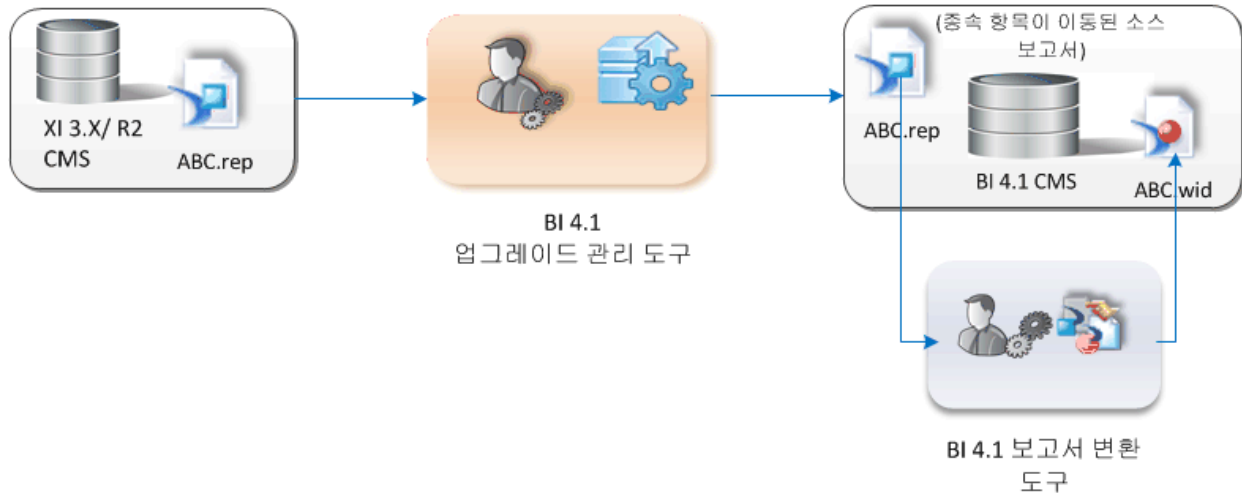 XI 3.X/ R2
CMS
ABC.rep
BI 4.1
업그레이드 관리 도구
(종속 항목이 이동된 소스
보고서)
ABC.rep
BI 4.1 CMS
ABC.wid
BI 4.1 보고서 변환
도구